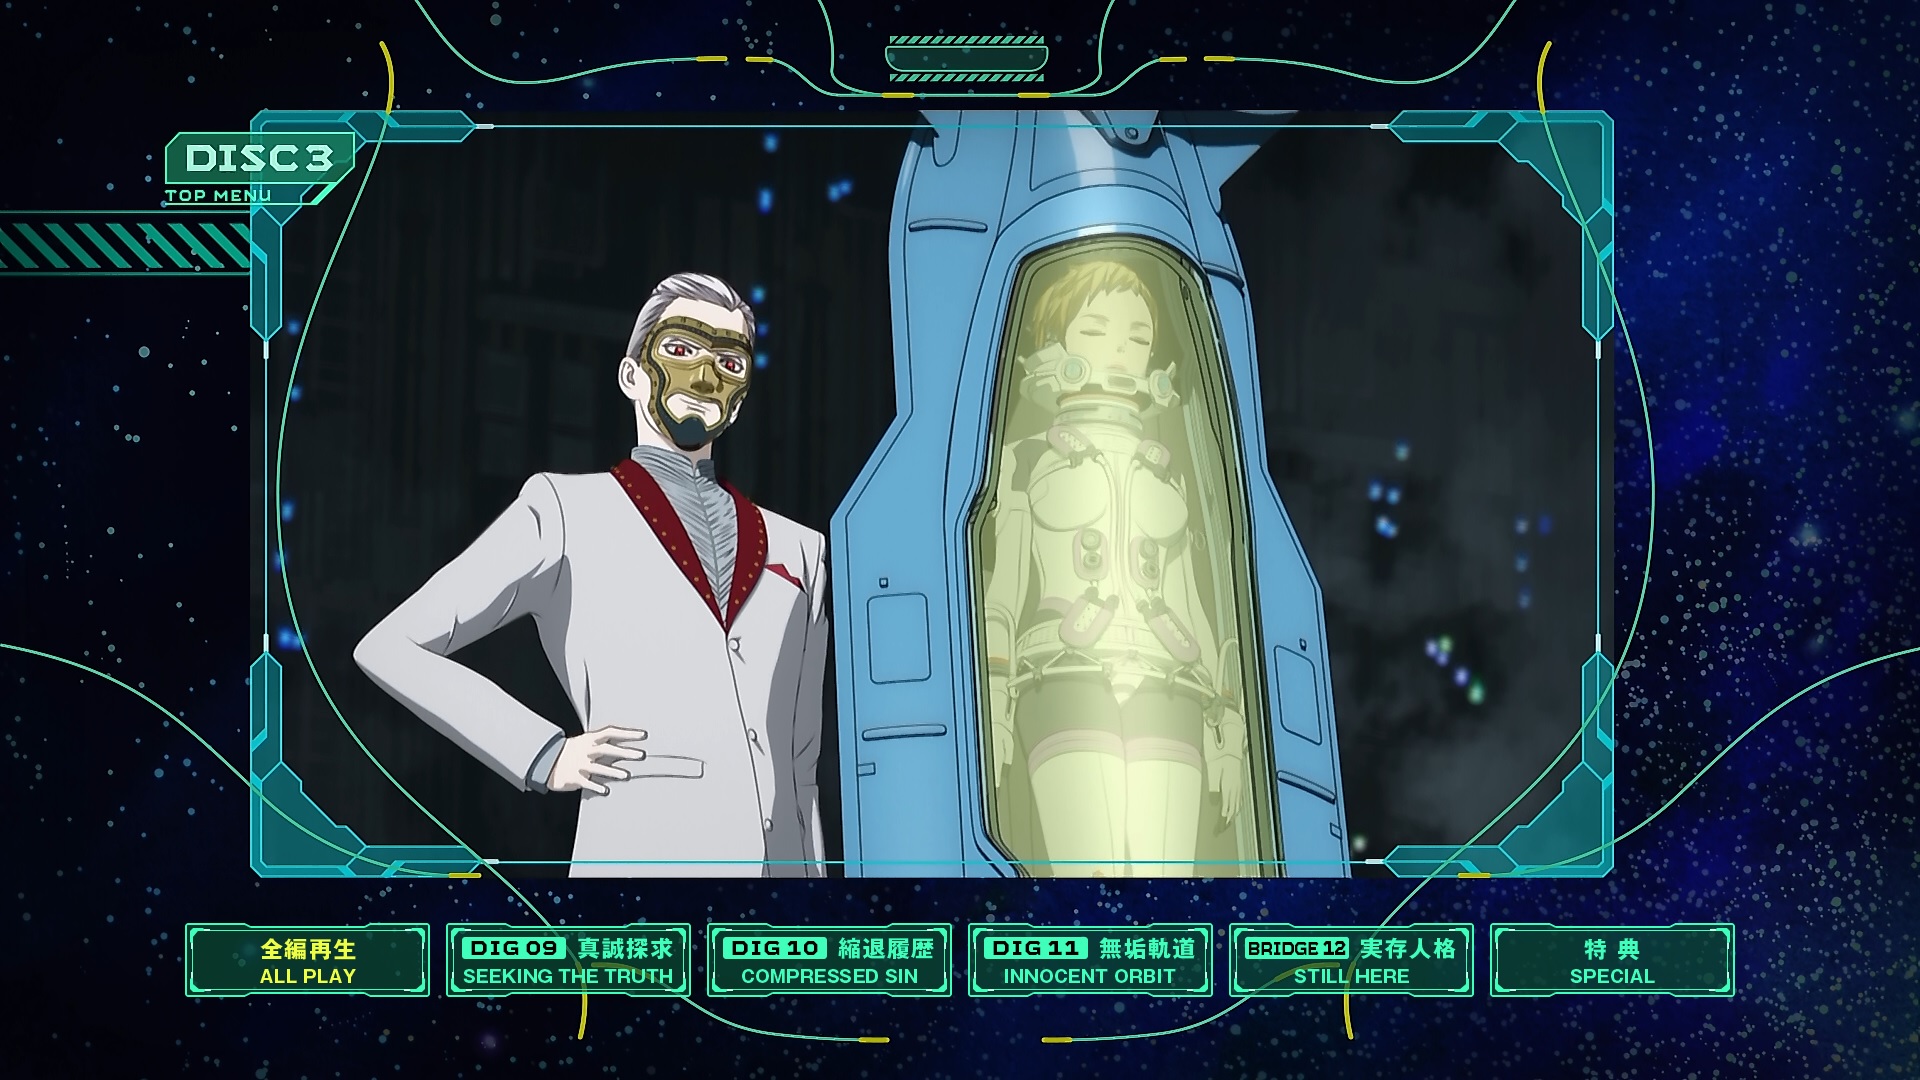 DISC 3
TOP MENU
全編再生
ALL PLAY
DIG 09 真誠探求
SEEKING THE TRUTH
DIG 10 縮退履歴
COMPRESSED SIN
DIG 11 無垢軌道
INNOCENT ORBIT
BRIDGE 12 実存人格
STILL HERE
特典
SPECIAL